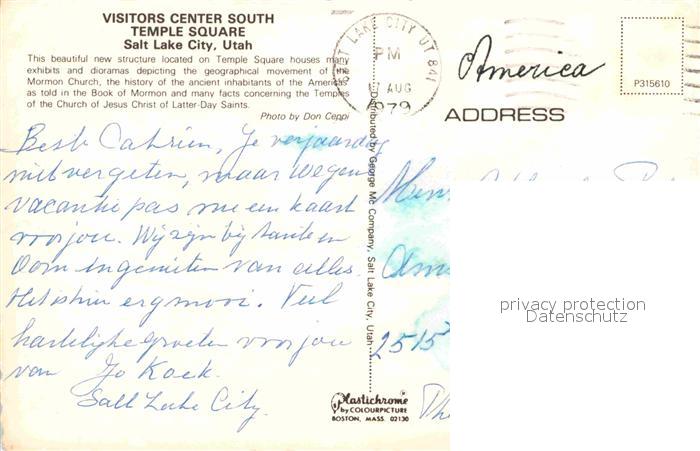 VISITORS CENTER SOUTH
TEMPLE SQUARE
Salt Lake City, Utah
This beautiful new structure located on Temple Square houses many
exhibits and dioramas depicting the geographical movement of the
Mormon Church, the history of the ancient inhabitants of the Americas
as told in the Book of Mormon and many facts concerning the Temples
of the Church of Jesus Christ of Latter-Day Saints.
Photo by Don Ceppi
Beste Catrien, Je verjaardag
niet vergeten, maar wegens
vacantie pas nu een kaart
voor jou. Wij zijn bij tante en
Oom en genieten van alles.
Het is hier erg mooi. Veel
hartelijke groeten voor jou
van Jo Kock.
Salt Lake City.
SALT LAKE CITY UT 841
PM
AUG
1979
America
P315610
ADDRESS
Distributed by George Mc Company, Salt Lake City, Utah
2515
privacy protection
Datenschutz
Plastichrome
by COLOURPICTURE
BOSTON, MASS. 02130